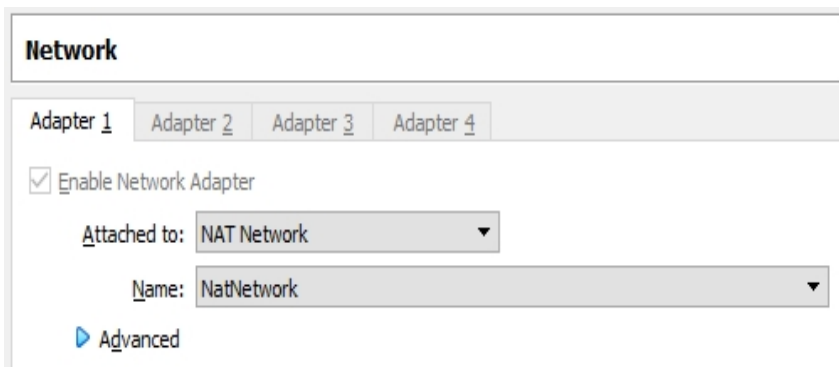 Network
Adapter 1 Adapter 2 Adapter 3 Adapter 4
Enable Network Adapter
Attached to: NAT Network
Name: NatNetwork
Advanced